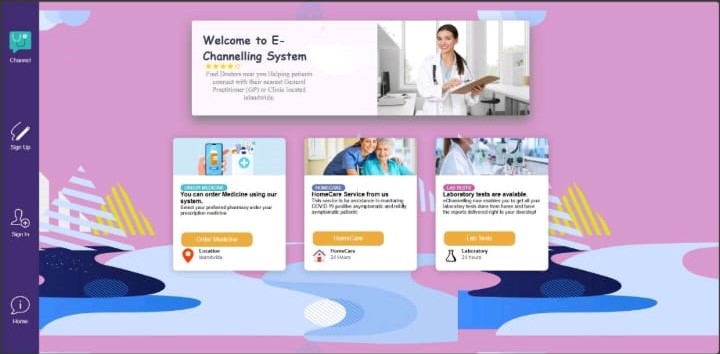 Channel
Sign Up
Sign In
Home
Welcome to E-
Channelling System
Find Doctors near you Helping patients
connect with their nearest General
Practitioner (GP) or Clinic located
islandwide.
ORDER MEDICINE
You can order Medicine using our
system.
Select your preferred pharmacy order your
prescription medicine
Order Medicine
Location
Islandwide
HOMECARE
HomeCare Service from us
This service is for assistance in monitoring
COVID 19 positive asymptomatic and mildly
symptomatic patients
HomeCare
HomeCare
24 Hours
LAB TESTS
Laboratory tests are avaiable.
eChannelling now enables you to get all your
laboratory tests done from home and have
the reports delivered right to your doorstep!
Lab Tests
Laboratory
24 hours